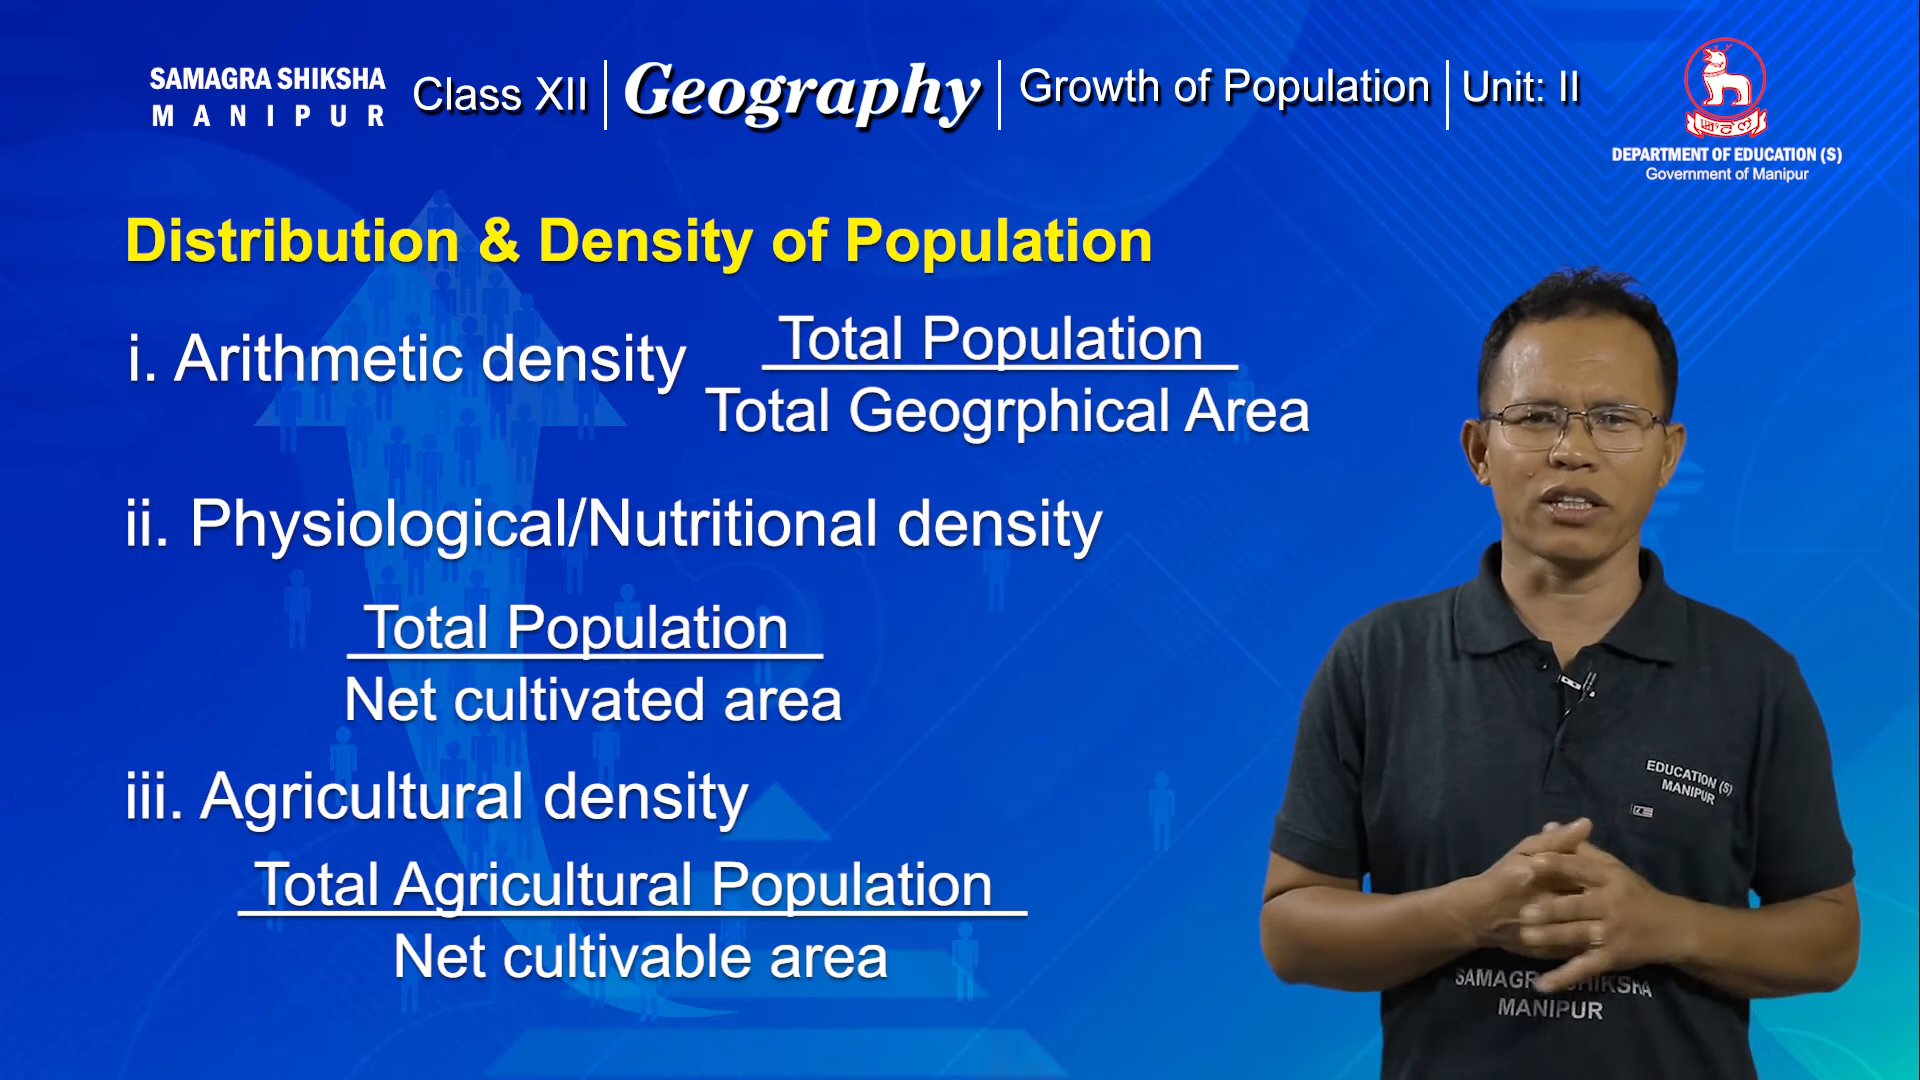 SAMAGRA SHIKSHA
MANIPUR
Class XII
Geography
Growth of Population
Unit: II
DEPARTMENT OF EDUCATION (S)
Government of Manipur
Distribution & Density of Population
i. Arithmetic density
Total Population
Total Geogrphical Area
ii. Physiological/Nutritional density
Total Population
Net cultivated area
iii. Agricultural density
Total Agricultural Population
Net cultivable area
EDUCATION (S)
MANIPUR
MANIPUR